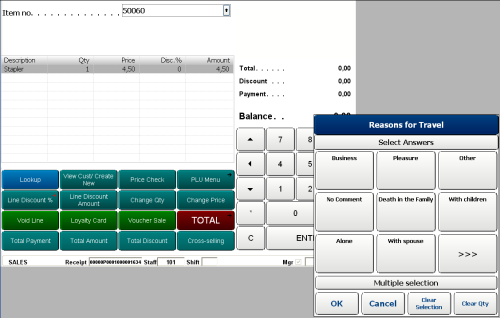 Item no. . . . . . . . . . . . . . . 50060
Description Qty Price Disc.% Amount
Stapler 1 4,50 0 4,50
Total. . . . . . 0,00
Discount . . . . 0,00
Payment. . . . 0,00
Balance. .
7 8
4 5
1 2
0
C ENT
Lookup View Cust/ Create New Price Check PLU Menu
Line Discount % Line Discount Amount Change Qty Change Price
Void Line Loyalty Card Voucher Sale TOTAL
Total Payment Total Amount Total Discount Cross-selling
SALES Receipt 00000P0001000001634 Staff 101 Shift Mgr
Reasons for Travel
Select Answers
Business Pleasure Other
No Comment Death in the Family With children
Alone With spouse >>>
Multiple selection
OK Cancel Clear Selection Clear Qty